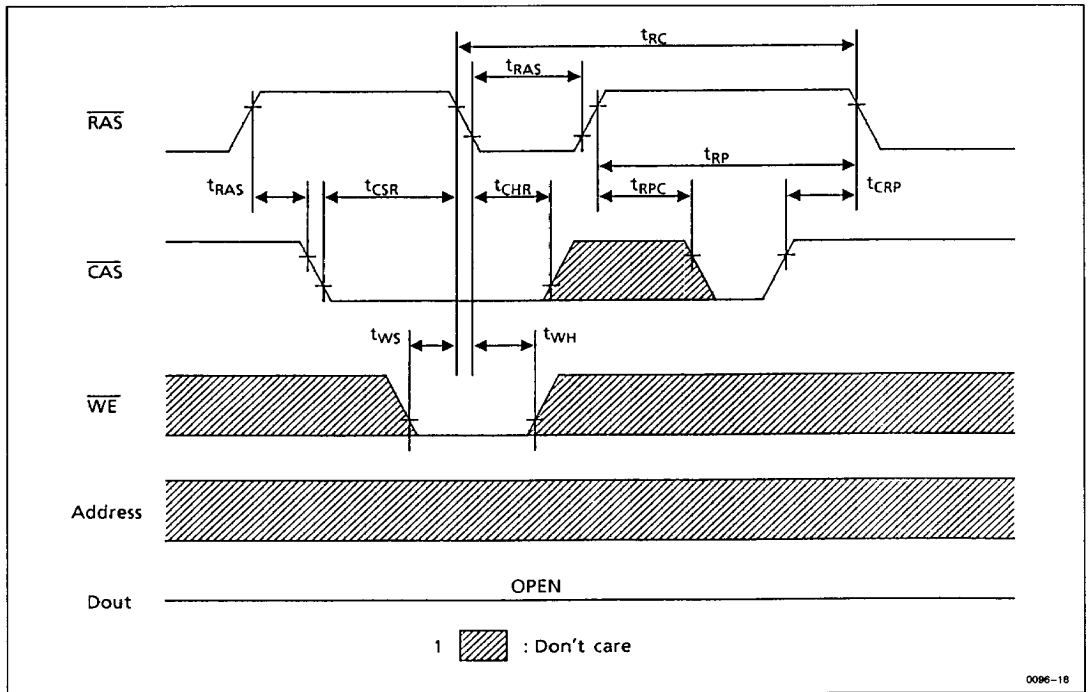 tRC
tRAS
RAS
tRP
tRAS
tCSR
tCHR
tRPC
tCRP
CAS
tWS
tWH
WE
Address
OPEN
Dout
1 : Don't care
0096-18